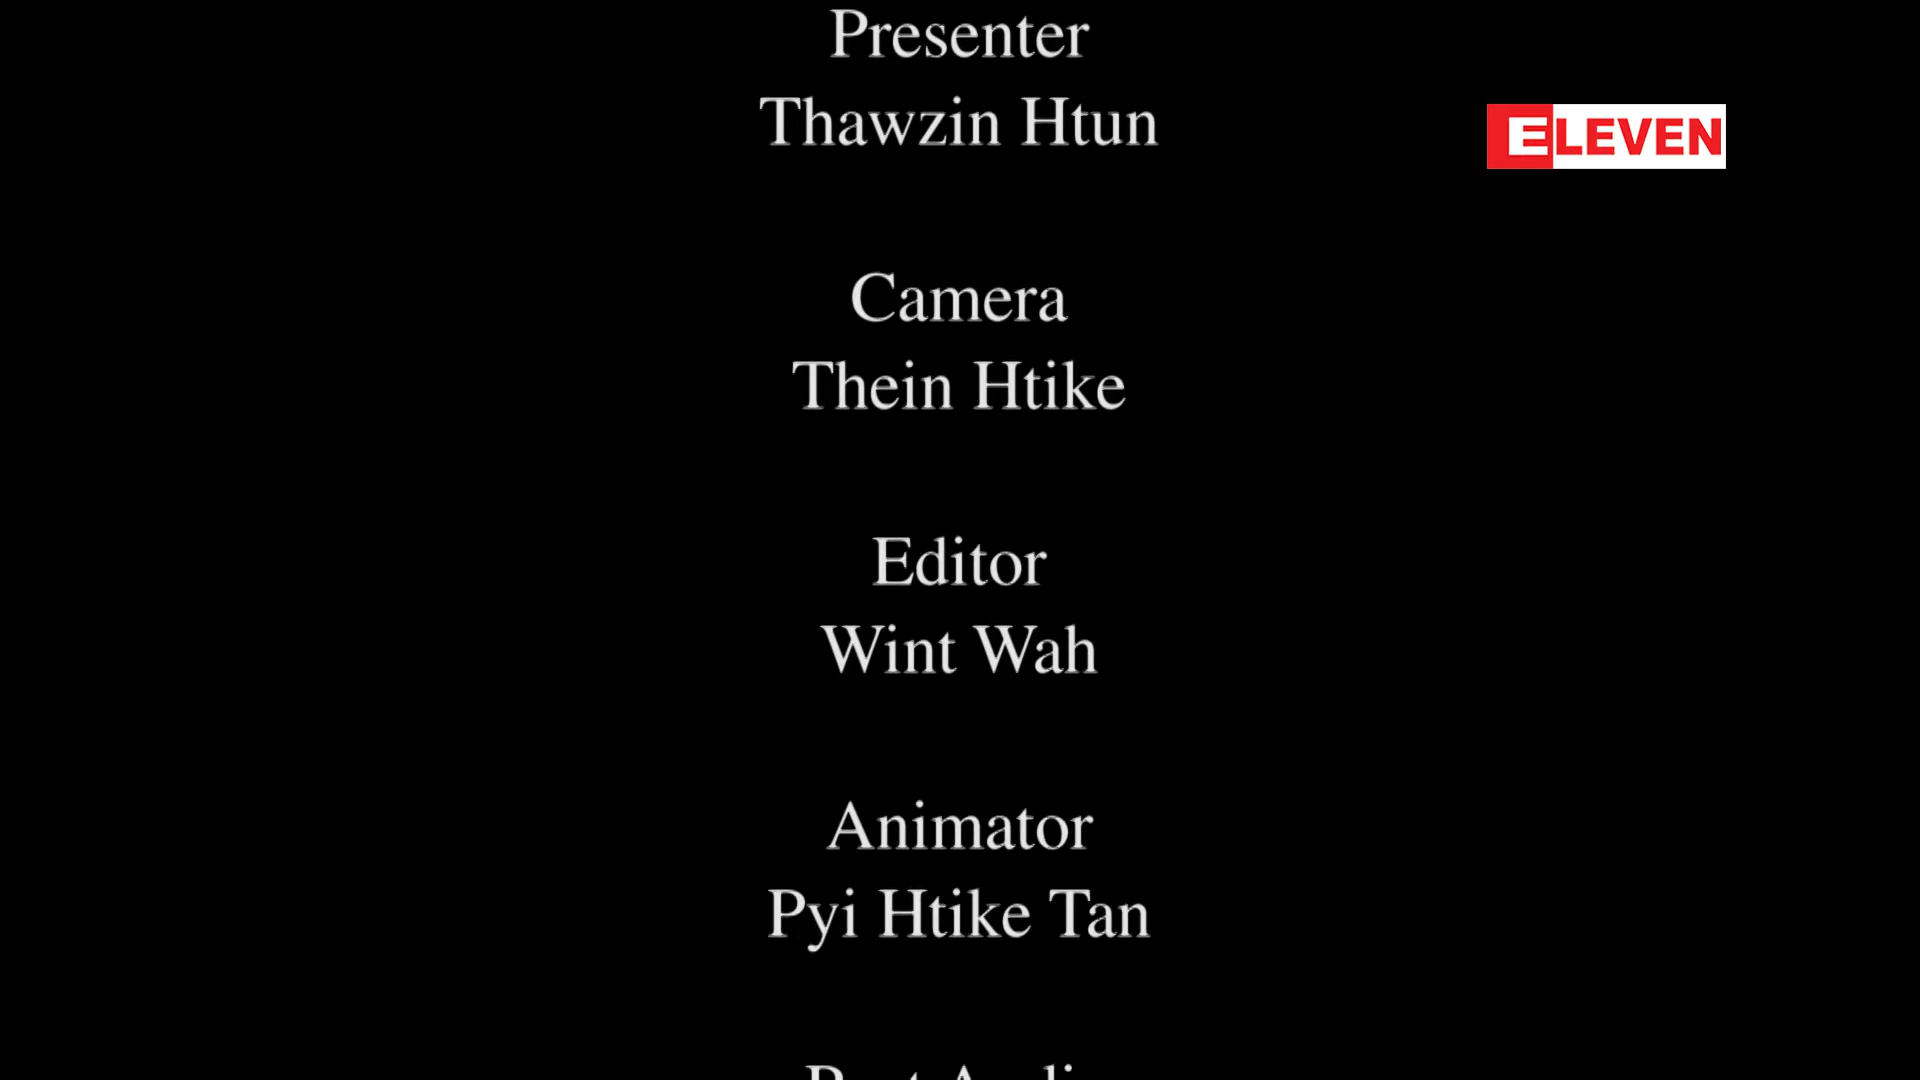 Presenter
Thawzin Htun
ELEVEN
Camera
Thein Htike
Editor
Wint Wah
Animator
Pyi Htike Tan